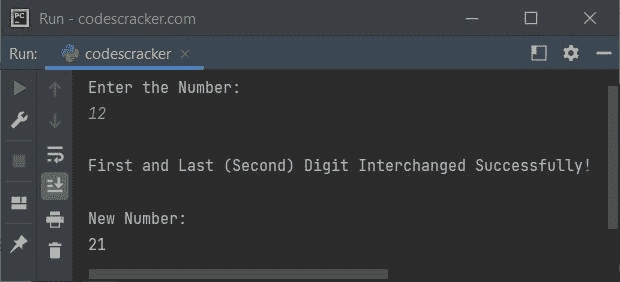 PC
Run - codescracker.com
Run: codescracker
Enter the Number:
12
First and Last (Second) Digit Interchanged Successfully!
New Number:
21